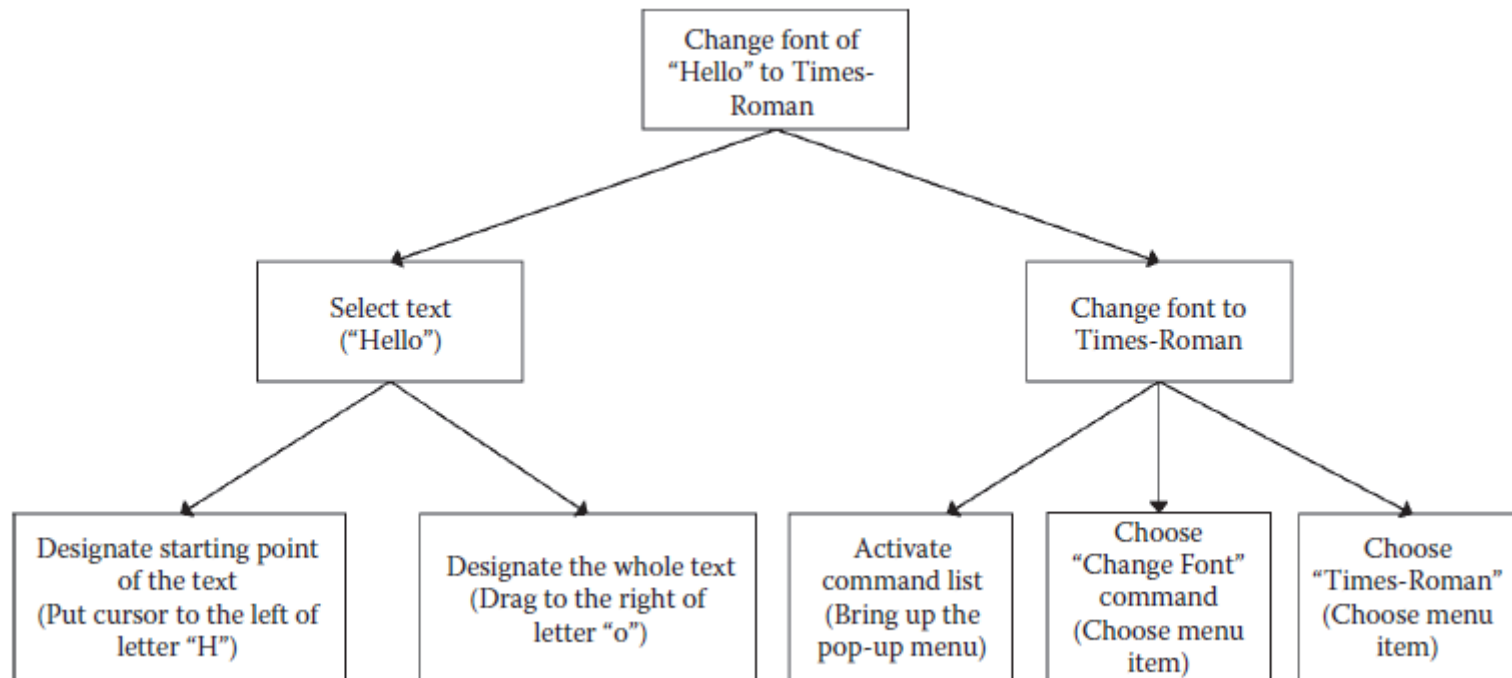 Change font of
“Hello” to Times-
Roman
Select text
(“Hello”)
Change font to
Times-Roman
Designate starting point
of the text
(Put cursor to the left of
letter “H”)
Designate the whole text
(Drag to the right of
letter “o”)
Activate
command list
(Bring up the
pop-up menu)
Choose
“Change Font”
command
(Choose menu
item)
Choose
“Times-Roman”
(Choose menu
item)